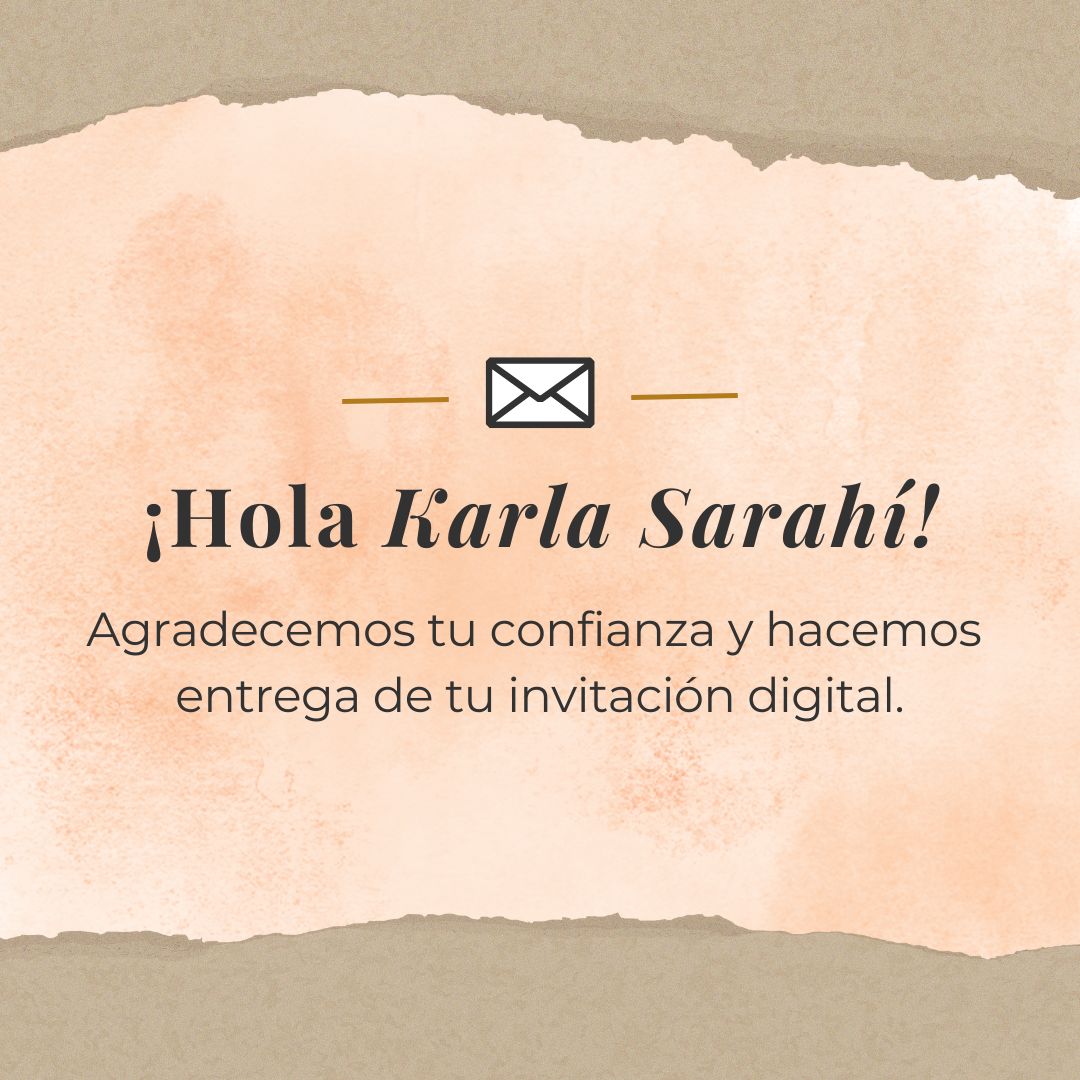 ¡Hola Karla Sarahí!
Agradecemos tu confianza y hacemos
entrega de tu invitación digital.